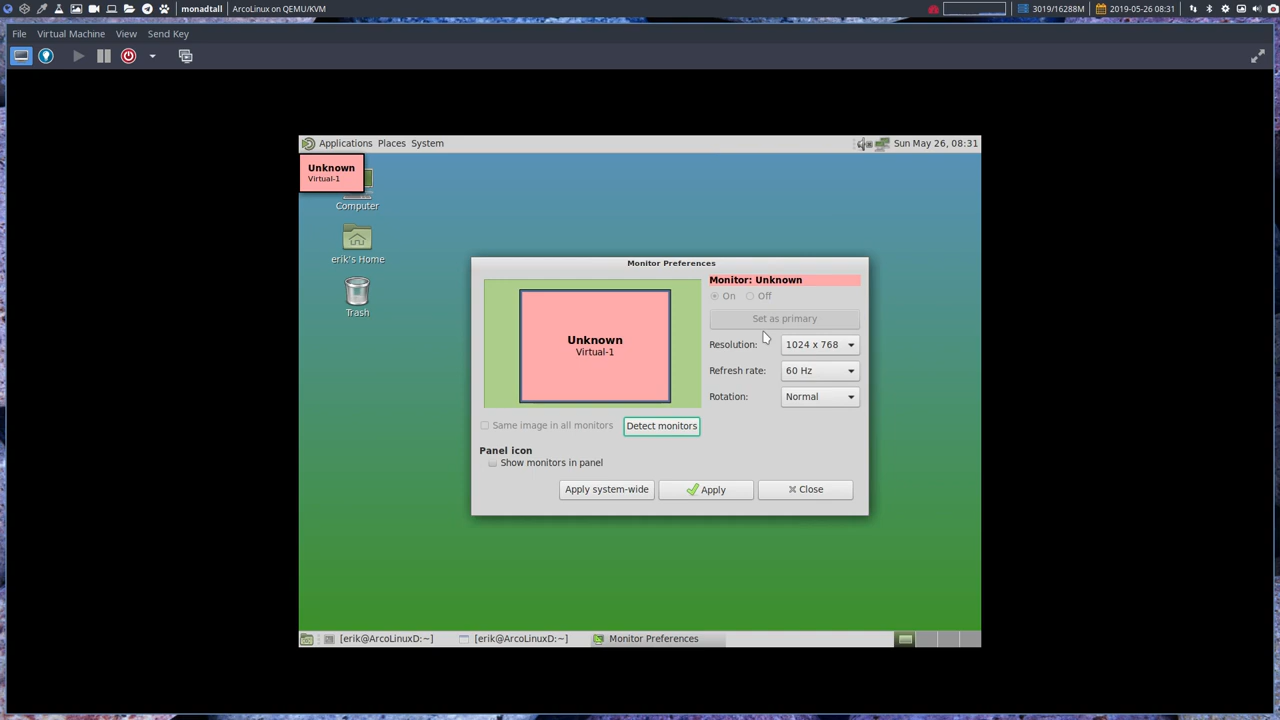 monadtall ArcoLinux on QEMU/KVM 3019/16288M 2019-05-26 08:31
File Virtual Machine View Send Key
Applications Places System Sun May 26, 08:31
Unknown
Virtual-1
Computer
erik's Home
Trash
Monitor Preferences
Unknown
Virtual-1
Monitor: Unknown
On Off
Set as primary
Resolution: 1024 x 768
Refresh rate: 60 Hz
Rotation: Normal
Same image in all monitors Detect monitors
Panel icon
Show monitors in panel
Apply system-wide Apply Close
[erik@ArcoLinuxD:~] [erik@ArcoLinuxD:~] Monitor Preferences